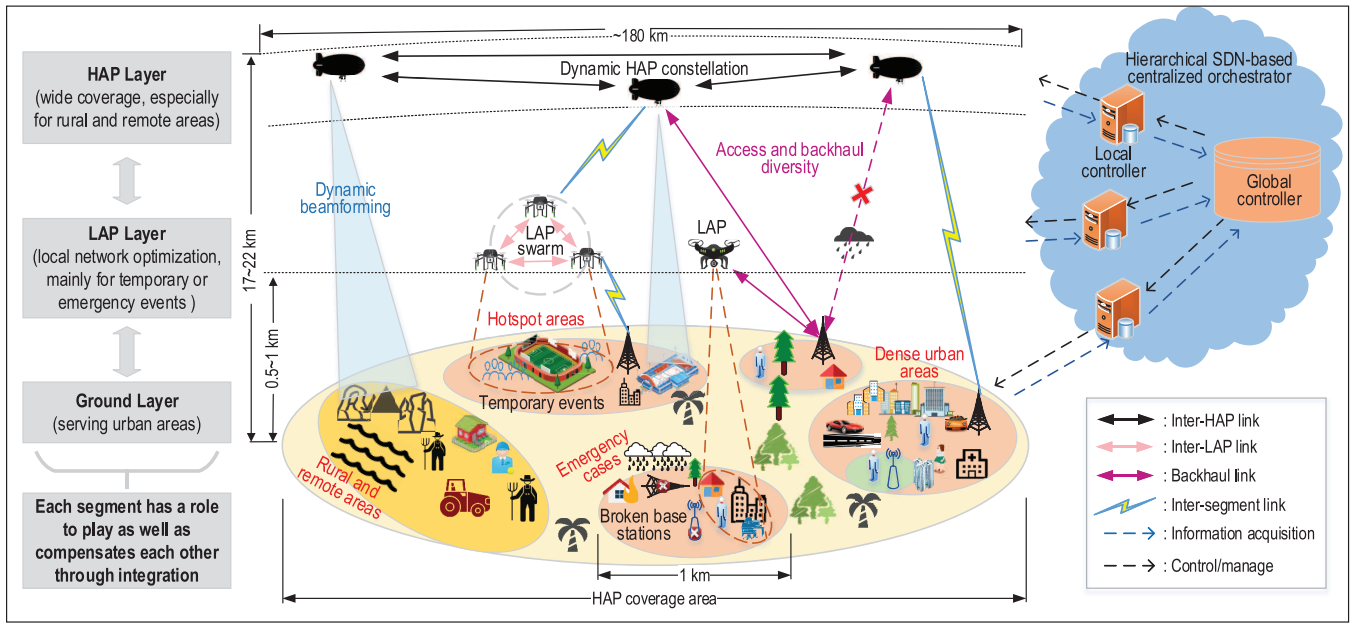 HAP Layer
(wide coverage, especially
for rural and remote areas)
LAP Layer
(local network optimization,
mainly for temporary or
emergency events )
Ground Layer
(serving urban areas)
Each segment has a role
to play as well as
compensates each other
through integration
~180 km
17~22 km
0.5~1 km
Dynamic HAP constellation
Dynamic
beamforming
Access and backhaul
diversity
LAP
swarm
LAP
Hotspot areas
Temporary events
Dense urban
areas
Rural and
remote areas
Emergency
cases
Broken base
stations
1 km
HAP coverage area
Hierarchical SDN-based
centralized orchestrator
Local
controller
Global
controller
: Inter-HAP link
: Inter-LAP link
: Backhaul link
: Inter-segment link
: Information acquisition
: Control/manage